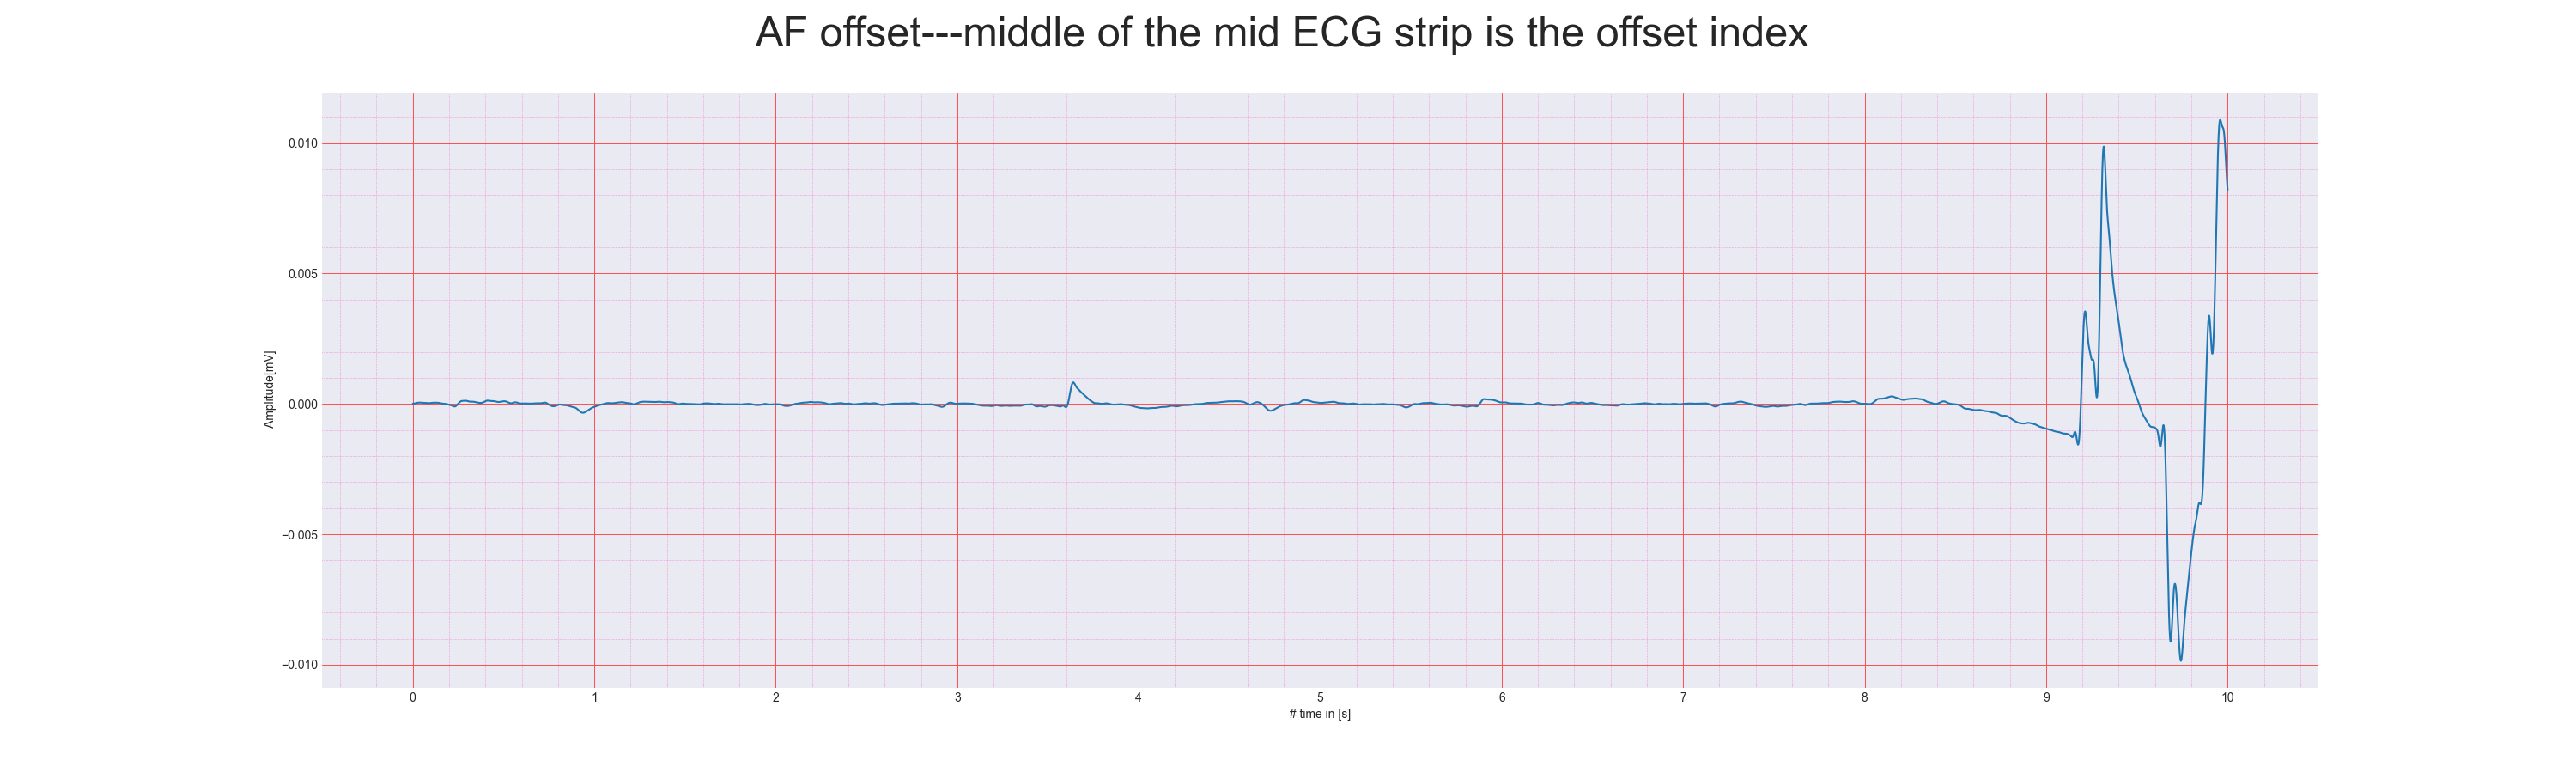 AF offset---middle of the mid ECG strip is the offset index
0.010
0.005
0.000
−0.005
−0.010
Amplitude[mV]
0 1 2 3 4 5 6 7 8 9 10
# time in [s]